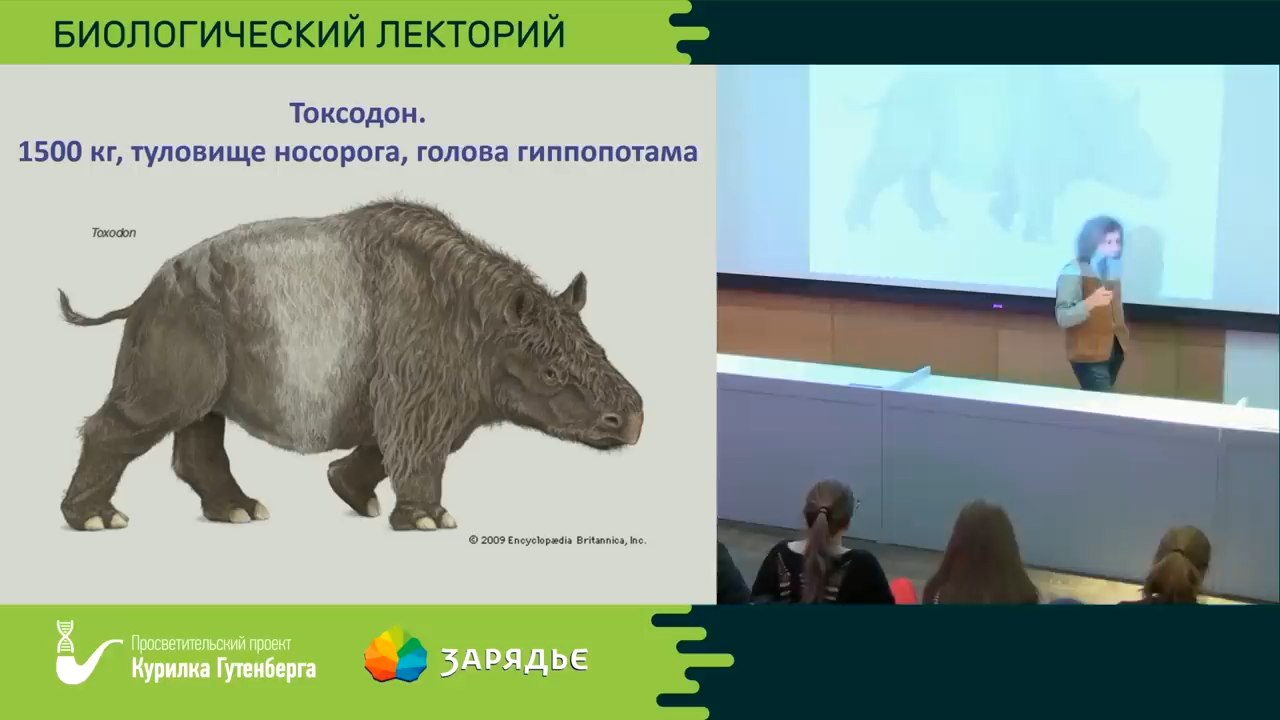 БИОЛОГИЧЕСКИЙ ЛЕКТОРИЙ
Токсодон.
1500 кг, туловище носорога, голова гиппопотама
Toxodon
© 2009 Encyclopædia Britannica, Inc.
Просветительский проект
Курилка Гутенберга
ЗАРЯДЬЕ